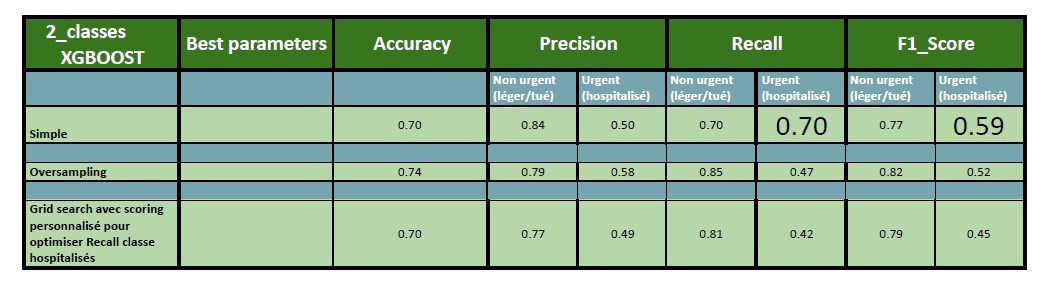 2_classes XGBOOST Best parameters Accuracy Precision Recall F1_Score
Non urgent (léger/tué) Urgent (hospitalisé) Non urgent (léger/tué) Urgent (hospitalisé) Non urgent (léger/tué) Urgent (hospitalisé)
Simple 0.70 0.84 0.50 0.70 0.70 0.77 0.59
Oversampling 0.74 0.79 0.58 0.85 0.47 0.82 0.52
Grid search avec scoring
personnalisé pour
optimiser Recall classe
hospitalisés
0.70 0.77 0.49 0.81 0.42 0.79 0.45